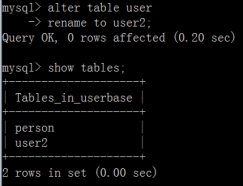 mysql> alter table user
    -> rename to user2;
Query OK, 0 rows affected (0.20 sec)
mysql> show tables;
+--------------------+
| Tables_in_userbase |
+--------------------+
| person             |
| user2              |
+--------------------+
2 rows in set (0.00 sec)